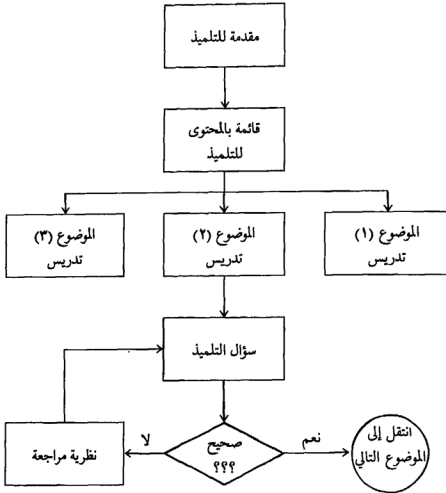 مقدمة للتلميذ
قائمة بالمحتوى
للتلميذ
الموضوع (١)
تدريس
الموضوع (٢)
تدريس
الموضوع (٣)
تدريس
سؤال التلميذ
صحيح
؟؟؟
نعم
لا
انتقل إلى
الموضوع التالي
نظرية مراجعة